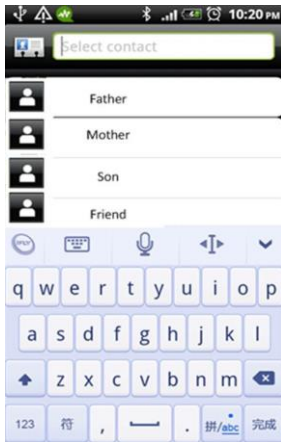 10:20 PM
Select contact
Father
Mother
Son
Friend
q w e r t y u i o p
a s d f g h j k l
z x c v b n m
123 符 , . 拼/abc 完成